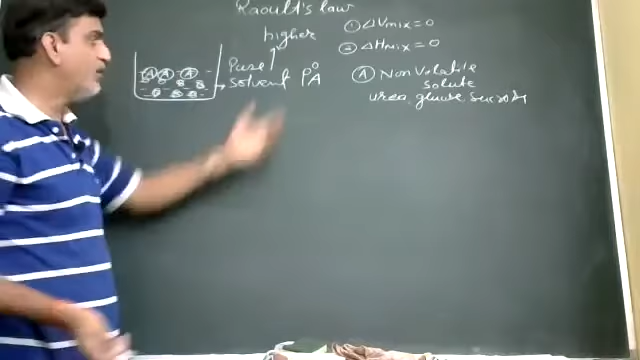 Raoult's law
higher
Pure
solvent P°A
A A A
① ΔVmix = 0
② ΔHmix = 0
Ⓐ Non Volatile
solute
urea, glucose, sucrose